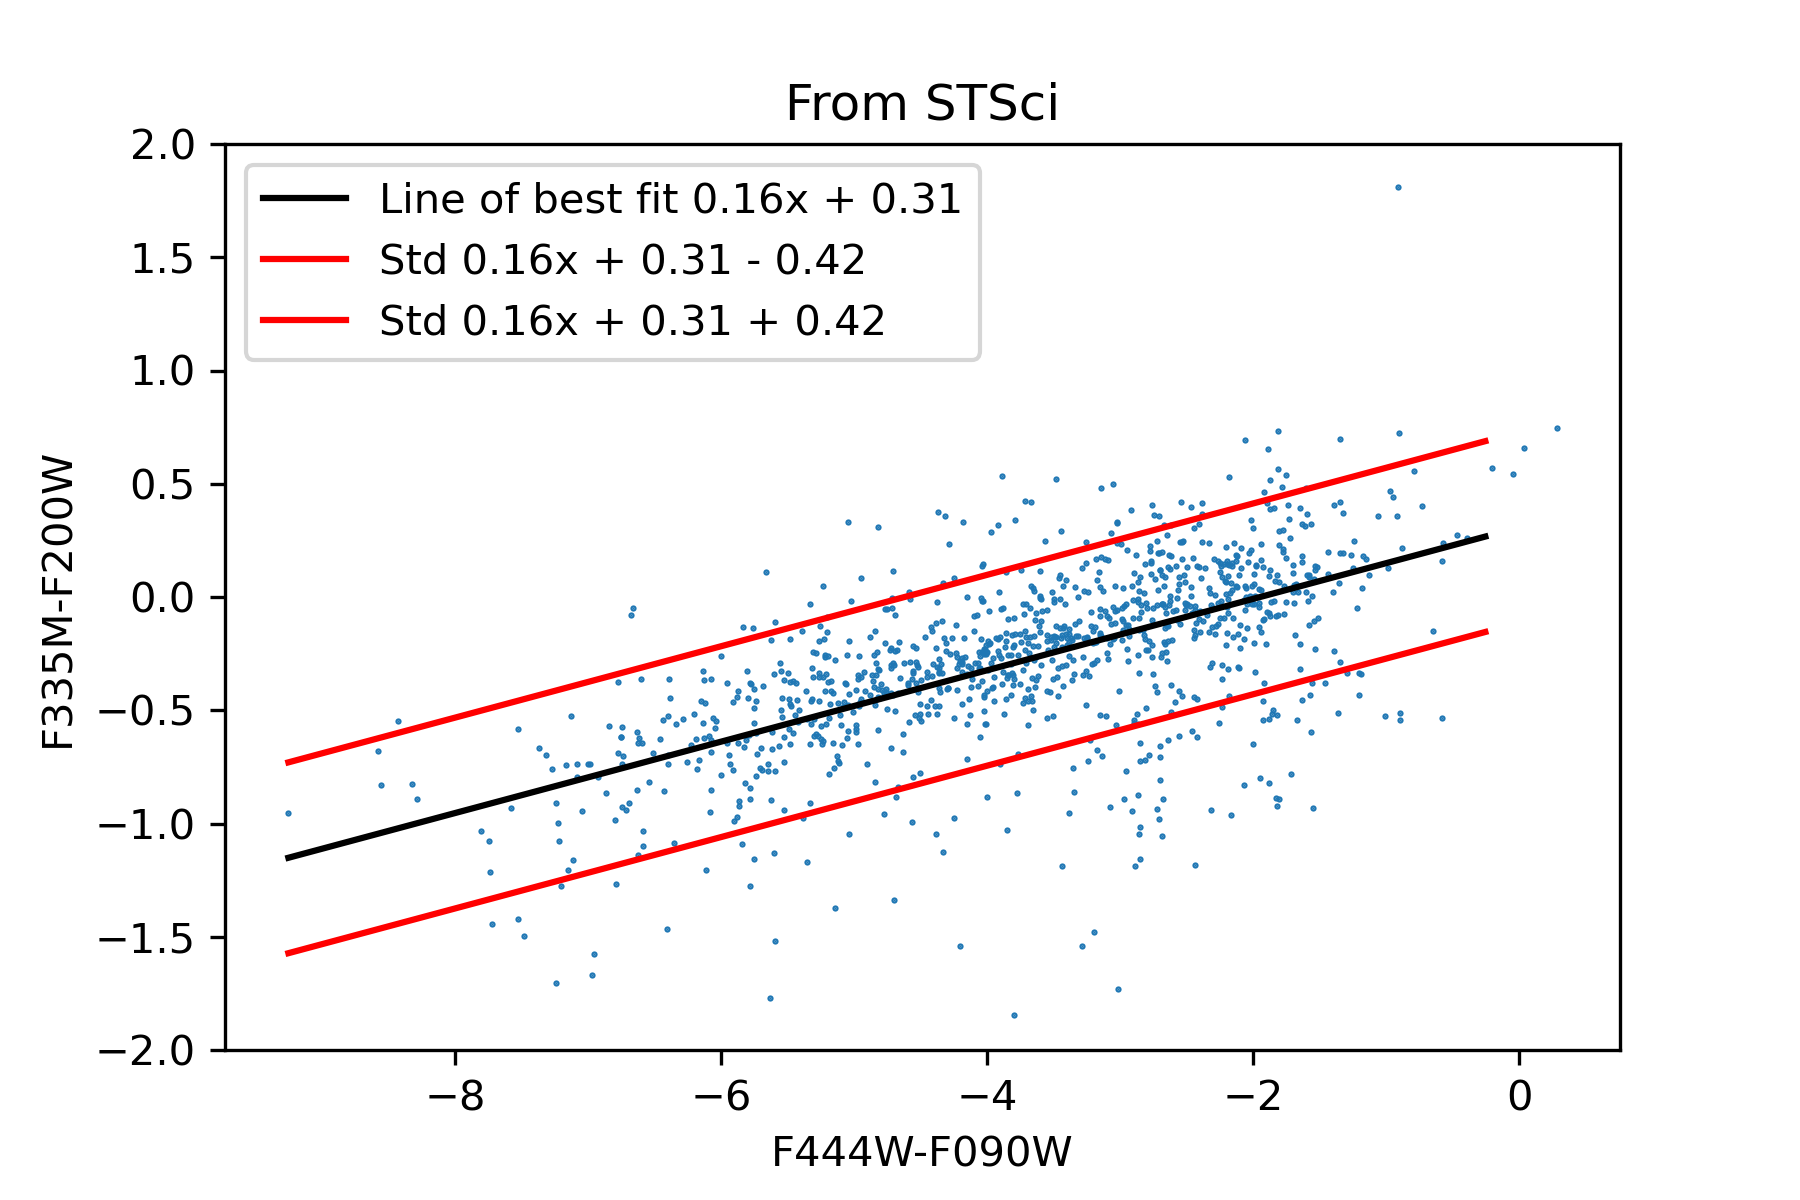 From STSci
2.0
1.5
1.0
0.5
0.0
−0.5
−1.0
−1.5
−2.0
F335M-F200W
Line of best fit 0.16x + 0.31
Std 0.16x + 0.31 - 0.42
Std 0.16x + 0.31 + 0.42
−8
−6
−4
−2
0
F444W-F090W